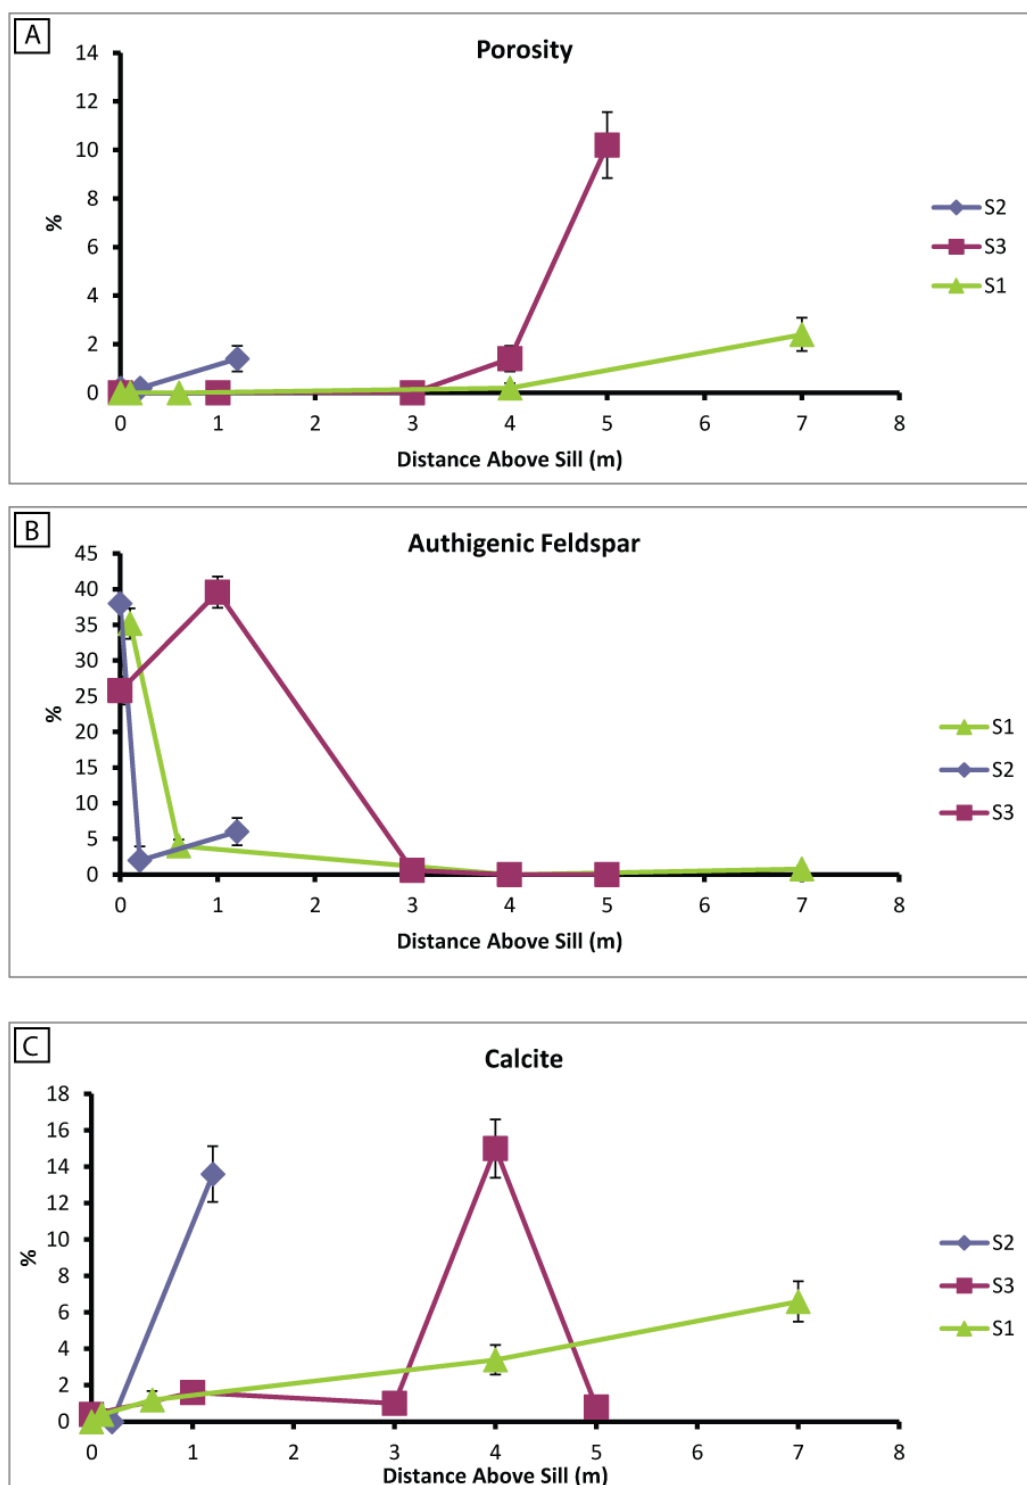 A
Porosity
14
12
10
8
6
4
2
0
%
0 1 2 3 4 5 6 7 8
Distance Above Sill (m)
S2
S3
S1
B
Authigenic Feldspar
45
40
35
30
25
20
15
10
5
0
%
0 1 2 3 4 5 6 7 8
Distance Above Sill (m)
S1
S2
S3
C
Calcite
18
16
14
12
10
8
6
4
2
0
%
0 1 2 3 4 5 6 7 8
Distance Above Sill (m)
S2
S3
S1